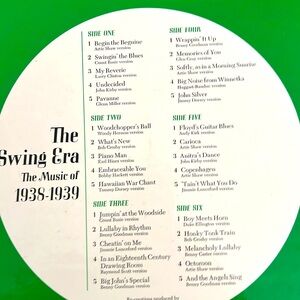 The
Swing Era
The Music of
1938-1939
SIDE ONE
1 Begin the Beguine
Artie Shaw version
2 Swingin' the Blues
Count Basie version
3 My Reverie
Larry Clinton version
4 Undecided
John Kirby version
5 Pavanne
Glenn Miller version
SIDE TWO
1 Woodchopper's Ball
Woody Herman version
2 What's New
Bob Crosby version
3 Piano Man
Earl Hines version
4 Embraceable You
Bobby Hackett version
5 Hawaiian War Chant
Tommy Dorsey version
SIDE THREE
1 Jumpin' at the Woodside
Count Basie version
2 Lullaby in Rhythm
Benny Goodman version
3 Cheatin' on Me
Jimmie Lunceford version
4 In an Eighteenth Century
Drawing Room
Raymond Scott version
5 Big John's Special
Benny Goodman version
SIDE FOUR
1 Wrappin' It Up
Benny Goodman version
2 Memories of You
Glen Gray version
3 Softly, as in a Morning Sunrise
Artie Shaw version
4 Big Noise from Winnetka
Haggart-Bauduc version
5 John Silver
Jimmy Dorsey version
SIDE FIVE
1 Floyd's Guitar Blues
Andy Kirk version
2 Carioca
Artie Shaw version
3 Anitra's Dance
John Kirby version
4 Copenhagen
Artie Shaw version
5 'Tain't What You Do
Jimmie Lunceford version
SIDE SIX
1 Boy Meets Horn
Duke Ellington version
2 Honky Tonk Train
Bob Crosby version
3 Melancholy Lullaby
Benny Carter version
4 Octoroon
Artie Shaw version
5 And the Angels Sing
Benny Goodman version
Re-creations produced by